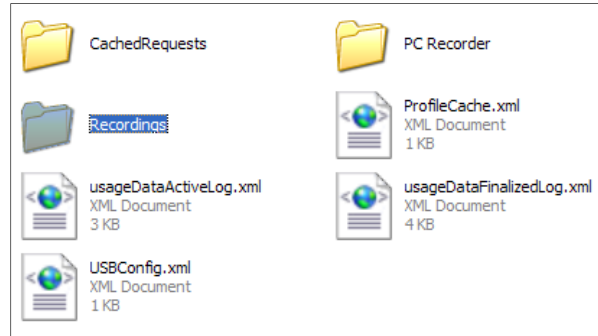 CachedRequests
PC Recorder
Recordings
ProfileCache.xml
XML Document
1 KB
usageDataActiveLog.xml
XML Document
3 KB
usageDataFinalizedLog.xml
XML Document
4 KB
USBConfig.xml
XML Document
1 KB